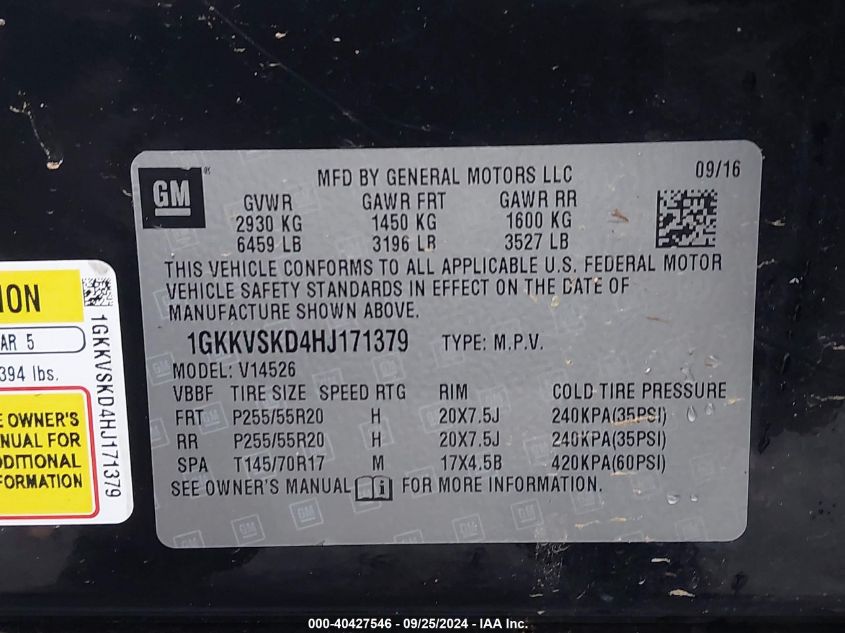 GM
®
MFD BY GENERAL MOTORS LLC
09/16
GVWR GAWR FRT GAWR RR
2930 KG 1450 KG 1600 KG
6459 LB 3196 LB 3527 LB
THIS VEHICLE CONFORMS TO ALL APPLICABLE U.S. FEDERAL MOTOR
VEHICLE SAFETY STANDARDS IN EFFECT ON THE DATE OF
MANUFACTURE SHOWN ABOVE.
1GKKVSKD4HJ171379 TYPE: M.P.V.
MODEL: V14526
VBBF TIRE SIZE SPEED RTG RIM COLD TIRE PRESSURE
FRT P255/55R20 H 20X7.5J 240KPA(35PSI)
RR P255/55R20 H 20X7.5J 240KPA(35PSI)
SPA T145/70R17 M 17X4.5B 420KPA(60PSI)
SEE OWNER'S MANUAL i FOR MORE INFORMATION.
ION
AR 5
394 lbs.
E OWNER'S
NUAL FOR
DDITIONAL
FORMATION
1GKKVSKD4HJ171379
000-40427546 - 09/25/2024 - IAA Inc.